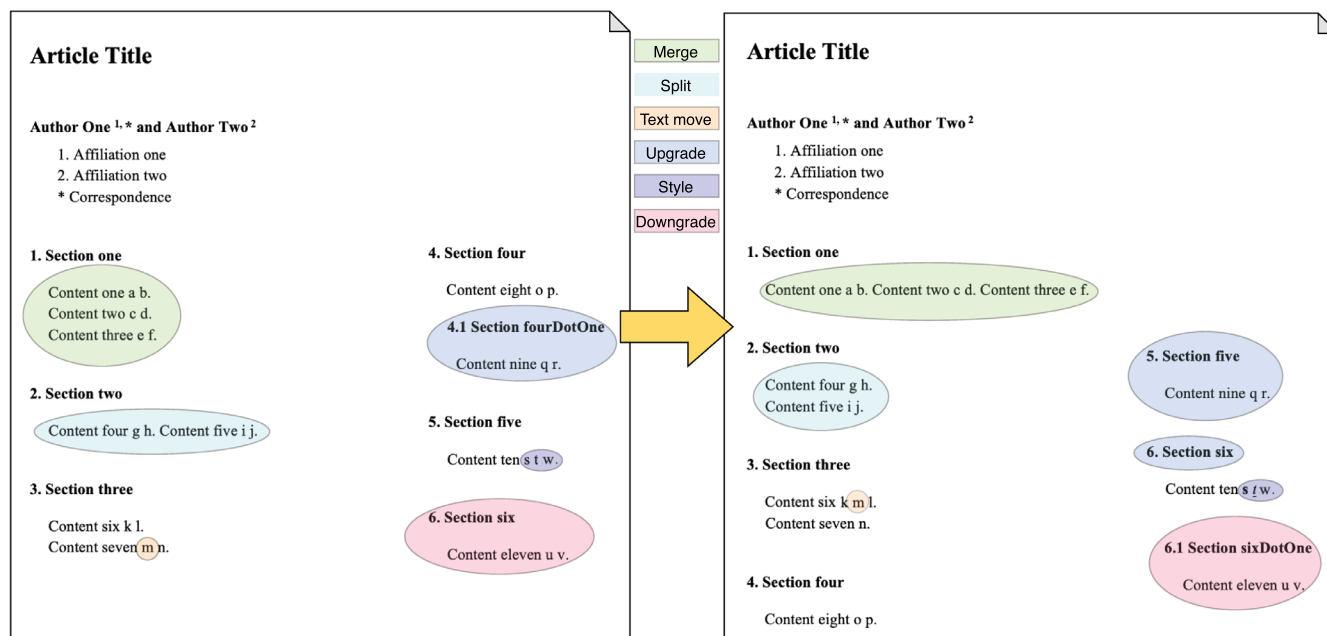 Article Title
Author One 1, * and Author Two 2
1. Affiliation one
2. Affiliation two
* Correspondence
1. Section one
Content one a b.
Content two c d.
Content three e f.
2. Section two
Content four g h. Content five i j.
3. Section three
Content six k l.
Content seven m n.
4. Section four
Content eight o p.
4.1 Section fourDotOne
Content nine q r.
5. Section five
Content ten s t w.
6. Section six
Content eleven u v.
Merge
Split
Text move
Upgrade
Style
Downgrade
Article Title
Author One 1, * and Author Two 2
1. Affiliation one
2. Affiliation two
* Correspondence
1. Section one
Content one a b. Content two c d. Content three e f.
2. Section two
Content four g h.
Content five i j.
3. Section three
Content six k m l.
Content seven n.
4. Section four
Content eight o p.
5. Section five
Content nine q r.
6. Section six
Content ten s t w.
6.1 Section sixDotOne
Content eleven u v.